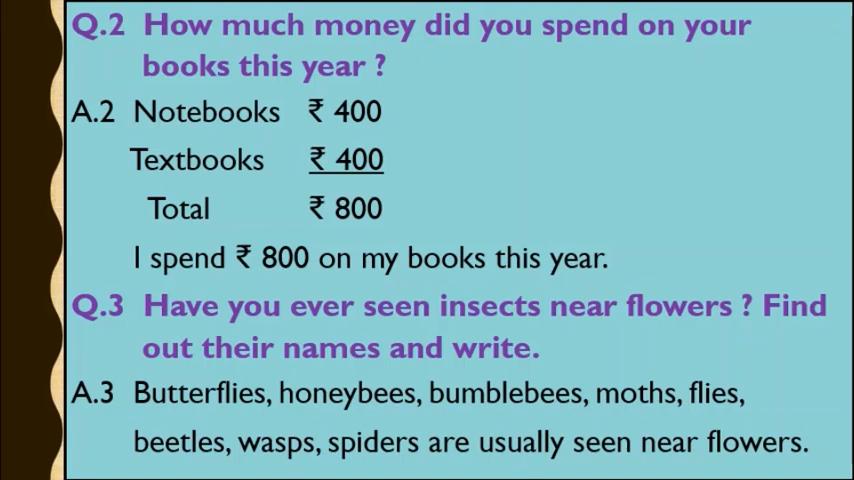 Q.2 How much money did you spend on your
books this year ?
A.2 Notebooks ₹ 400
Textbooks ₹ 400
Total ₹ 800
I spend ₹ 800 on my books this year.
Q.3 Have you ever seen insects near flowers ? Find
out their names and write.
A.3 Butterflies, honeybees, bumblebees, moths, flies,
beetles, wasps, spiders are usually seen near flowers.